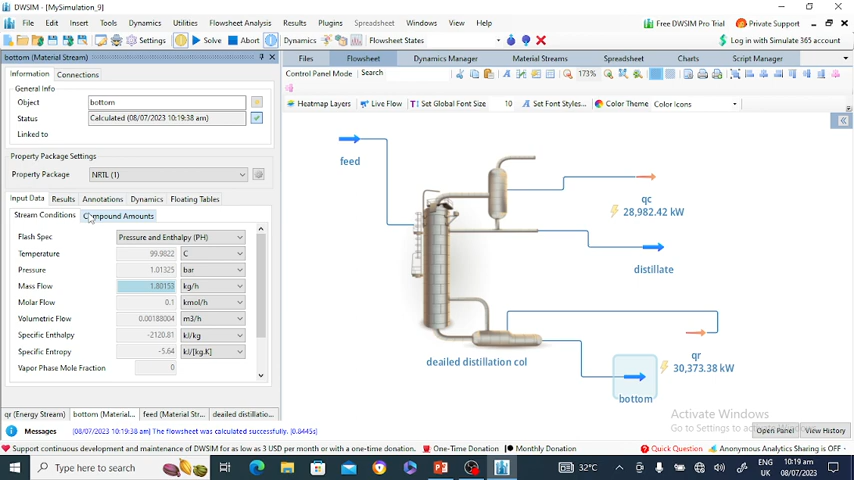 DWSIM - [MySimulation_9]
File Edit Insert Tools Dynamics Utilities Flowsheet Analysis Results Plugins Spreadsheet Windows View Help
Free DWSIM Pro Trial Private Support
Settings Solve Abort Dynamics Flowsheet States
Log in with Simulate 365 account
bottom (Material Stream)
Files Flowsheet Dynamics Manager Material Streams Spreadsheet Charts Script Manager
Information Connections
Control Panel Mode Search 173%
General Info
Object bottom
Heatmap Layers Live Flow Set Global Font Size 10 Set Font Styles... Color Theme Color Icons
Status Calculated (08/07/2023 10:19:38 am)
Linked to
Property Package Settings
Property Package NRTL (1)
Input Data Results Annotations Dynamics Floating Tables
Stream Conditions Compound Amounts
Flash Spec Pressure and Enthalpy (PH)
Temperature 99.9822 C
Pressure 1.01325 bar
Mass Flow 1.80153 kg/h
Molar Flow 0.1 kmol/h
Volumetric Flow 0.00188004 m3/h
Specific Enthalpy -2120.81 kJ/kg
Specific Entropy -5.64 kJ/[kg.K]
Vapor Phase Mole Fraction 0
feed
qc
28,982.42 kW
distillate
qr
30,373.38 kW
deailed distillation col
bottom
Activate Windows
Go to Settings to activate
qr (Energy Stream) bottom (Material... feed (Material Str... deailed distillatio...
Open Panel View History
Messages [08/07/2023 10:19:38 am] The flowsheet was calculated successfully. [0.8445s]
Support continuous development and maintenance of DWSIM for as low as 3 USD per month or with a one-time donation. One-Time Donation Monthly Donation Quick Question Anonymous Analytics Sharing is OFF
Type here to search
32°C
ENG
UK
10:19 am
08/07/2023